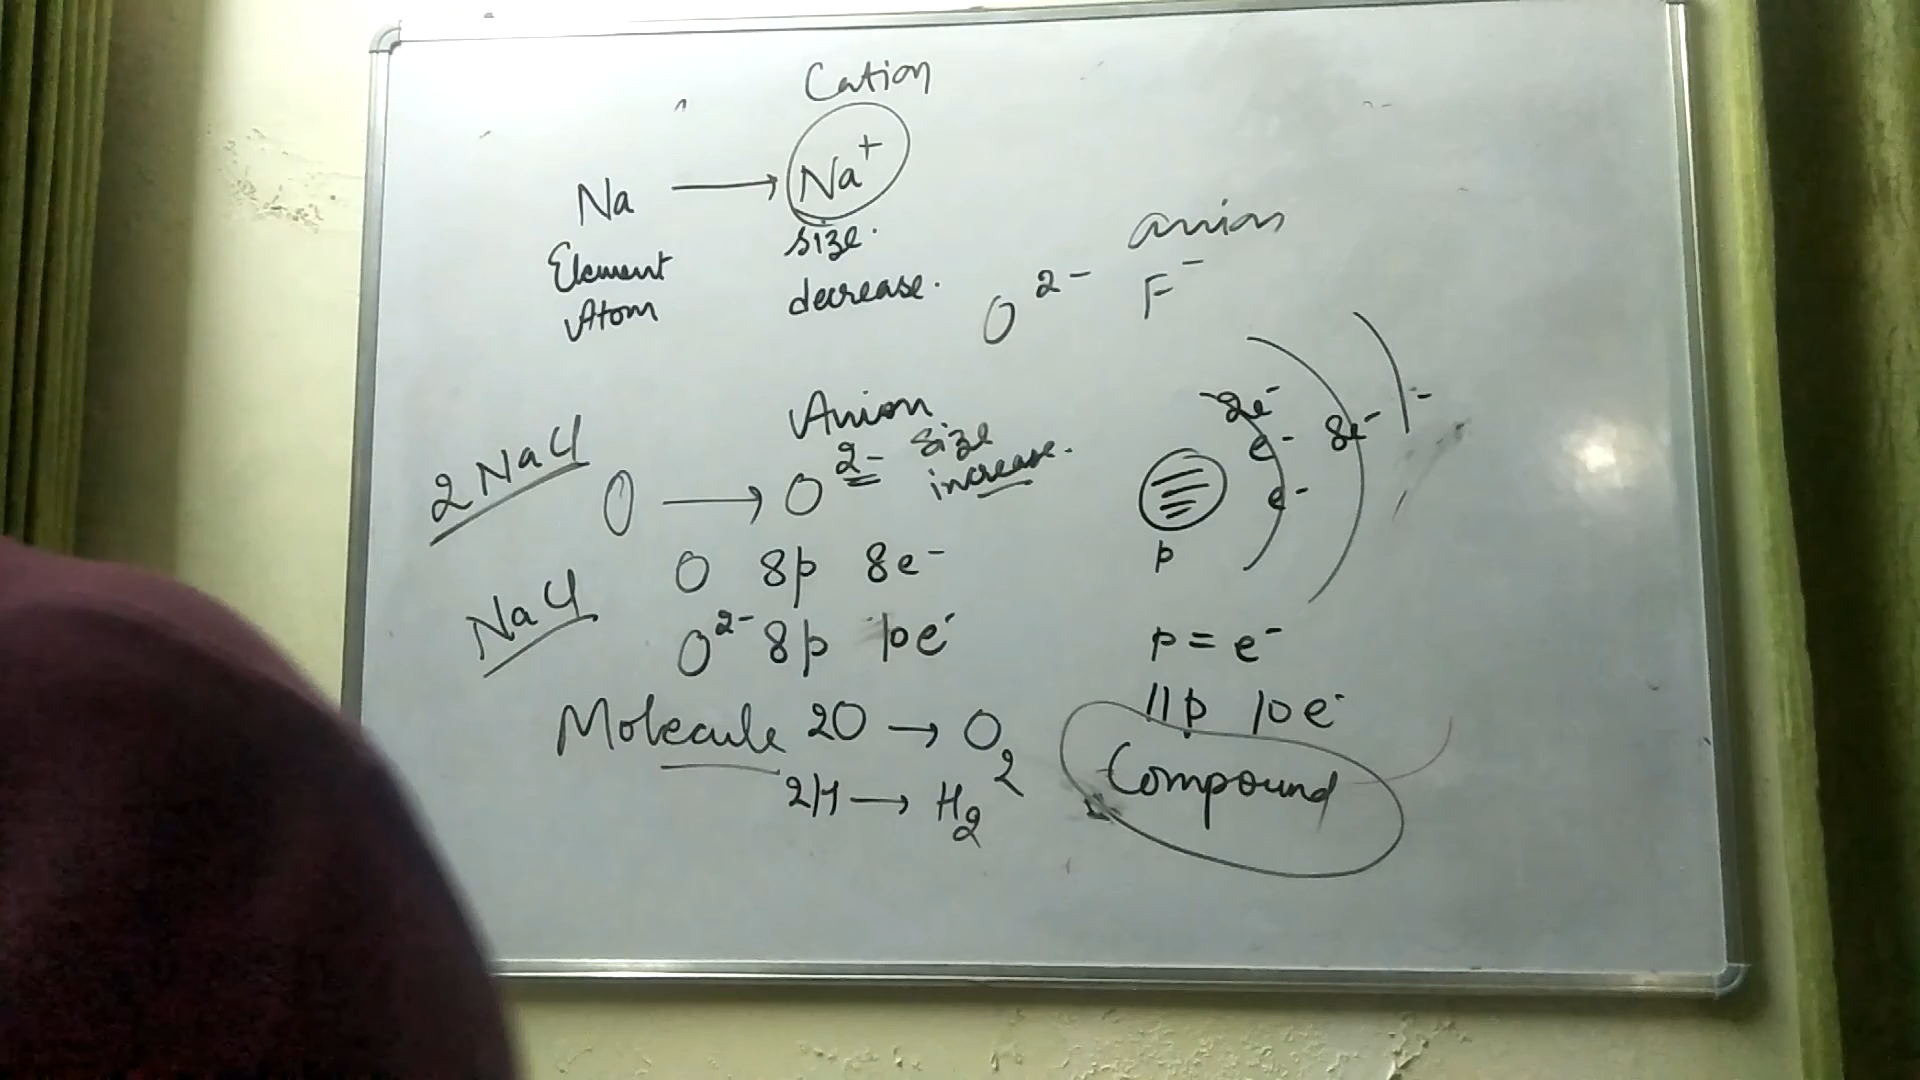 Cation
Na → Na⁺
Element
Atom
size
decrease.
anion
O²⁻ F⁻
2NaCl
Anion
O → O²⁻ size
increase.
O 8p 8e⁻
NaCl
O²⁻ 8p 10e⁻
Molecule 2O → O₂
2H → H₂
2e⁻
e⁻ 8e⁻
e⁻
p
p = e⁻
11p 10e⁻
Compound